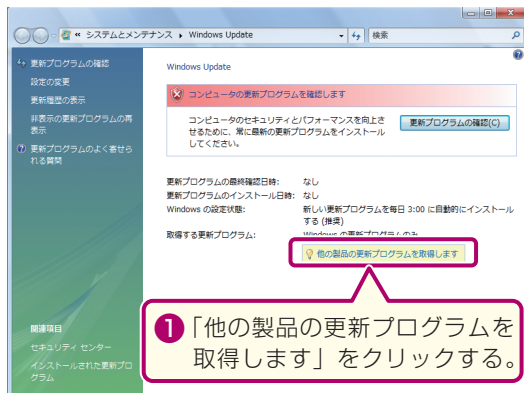 « システムとメンテナンス ▸ Windows Update
検索
更新プログラムの確認
設定の変更
更新履歴の表示
非表示の更新プログラムの再
表示
更新プログラムのよく寄せら
れる質問
関連項目
セキュリティ センター
インストールされた更新プロ
グラム
Windows Update
コンピュータの更新プログラムを確認します
コンピュータのセキュリティとパフォーマンスを向上さ
せるために、常に最新の更新プログラムをインストール
してください。
更新プログラムの確認(C)
更新プログラムの最終確認日時: なし
更新プログラムのインストール日時: なし
Windows の設定状態: 新しい更新プログラムを毎日 3:00 に自動的にインストール
する (推奨)
取得する更新プログラム: Windows の更新プログラムのみ
他の製品の更新プログラムを取得します
❶「他の製品の更新プログラムを
取得します」をクリックする。